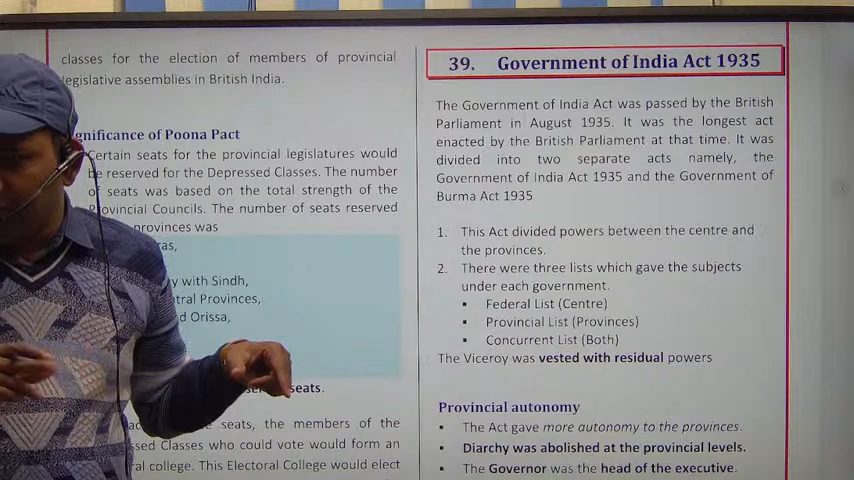 classes for the election of members of provincial
legislative assemblies in British India.
gnificance of Poona Pact
Certain seats for the provincial legislatures would
be reserved for the Depressed Classes. The number
of seats was based on the total strength of the
Provincial Councils. The number of seats reserved
provinces was
ras,
y with Sindh,
ntral Provinces,
d Orissa,
seats.
seats, the members of the
ssed Classes who could vote would form an
ral college. This Electoral College would elect
39. Government of India Act 1935
The Government of India Act was passed by the British
Parliament in August 1935. It was the longest act
enacted by the British Parliament at that time. It was
divided into two separate acts namely, the
Government of India Act 1935 and the Government of
Burma Act 1935
1. This Act divided powers between the centre and
the provinces.
2. There were three lists which gave the subjects
under each government.
▪ Federal List (Centre)
▪ Provincial List (Provinces)
▪ Concurrent List (Both)
The Viceroy was vested with residual powers
Provincial autonomy
▪ The Act gave more autonomy to the provinces.
▪ Diarchy was abolished at the provincial levels.
▪ The Governor was the head of the executive.